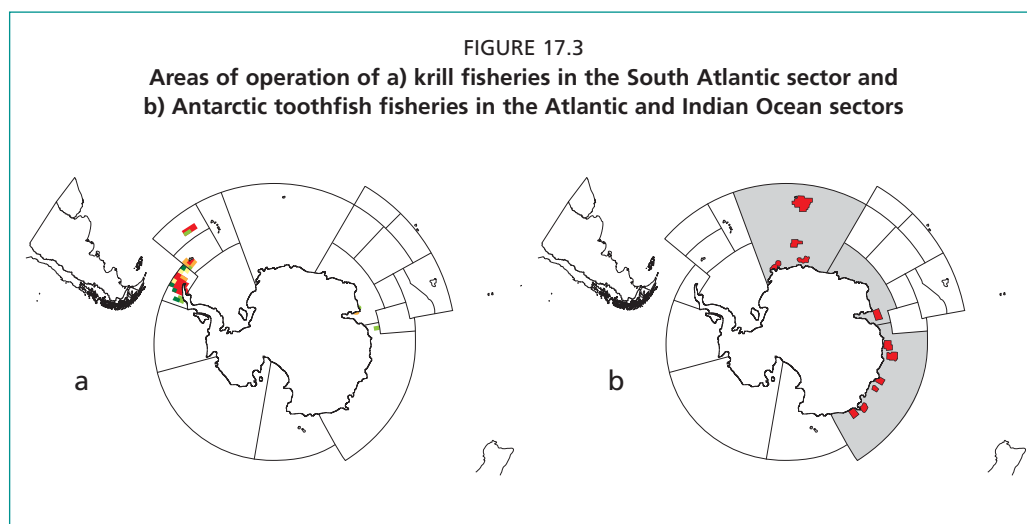 FIGURE 17.3
Areas of operation of a) krill fisheries in the South Atlantic sector and
b) Antarctic toothfish fisheries in the Atlantic and Indian Ocean sectors
a
b